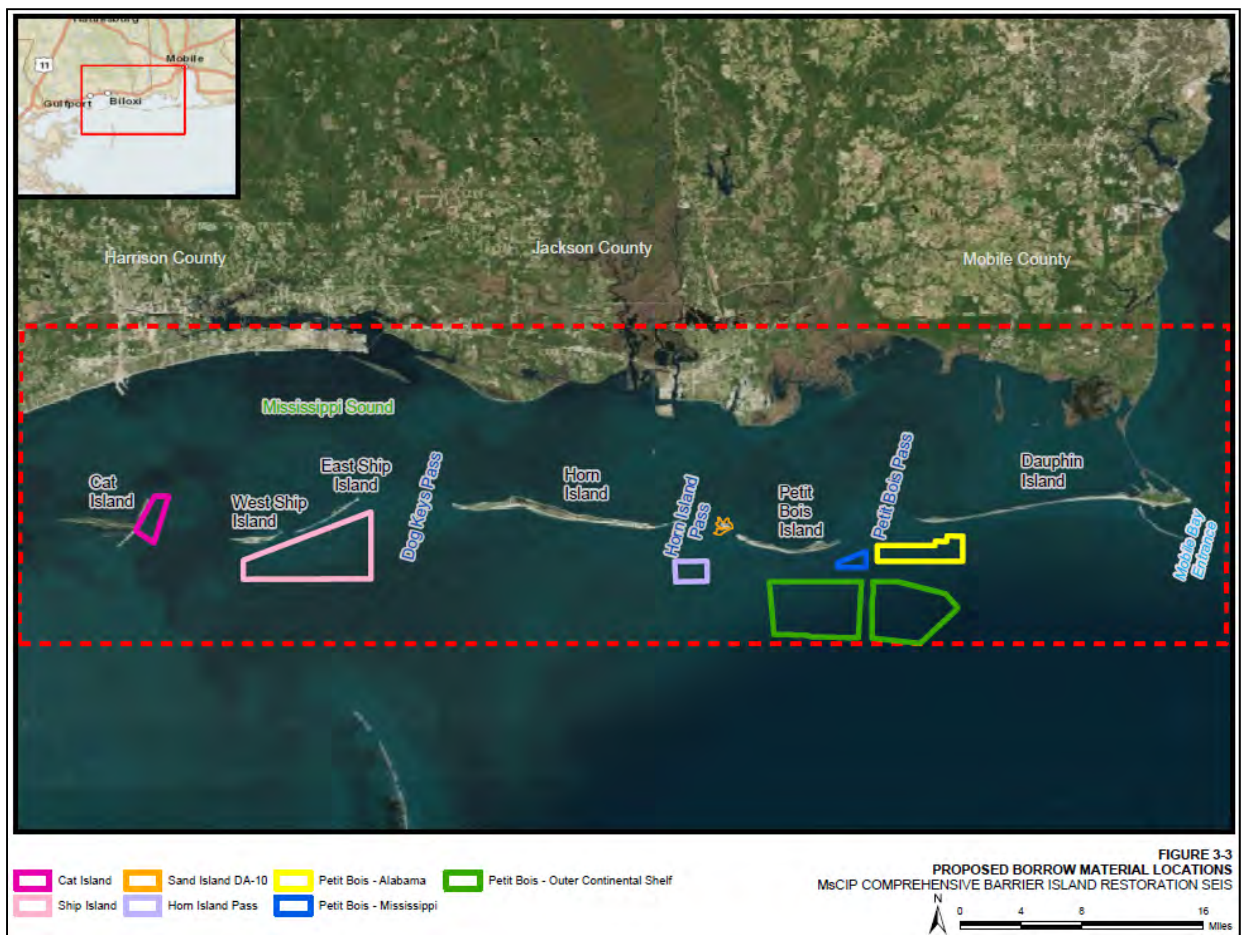 Hattiesburg
11
Mobile
Gulfport
Biloxi
Harrison County
Jackson County
Mobile County
Mississippi Sound
Cat
Island
West Ship
Island
East Ship
Island
Dog Keys Pass
Horn
Island
Horn Island
Pass
Petit
Bois
Island
Petit Bois Pass
Dauphin
Island
Mobile Bay
Entrance
FIGURE 3-3
PROPOSED BORROW MATERIAL LOCATIONS
MsCIP COMPREHENSIVE BARRIER ISLAND RESTORATION SEIS
Cat Island
Sand Island DA-10
Petit Bois - Alabama
Petit Bois - Outer Continental Shelf
Ship Island
Horn Island Pass
Petit Bois - Mississippi
N
0 4 8 16
Miles